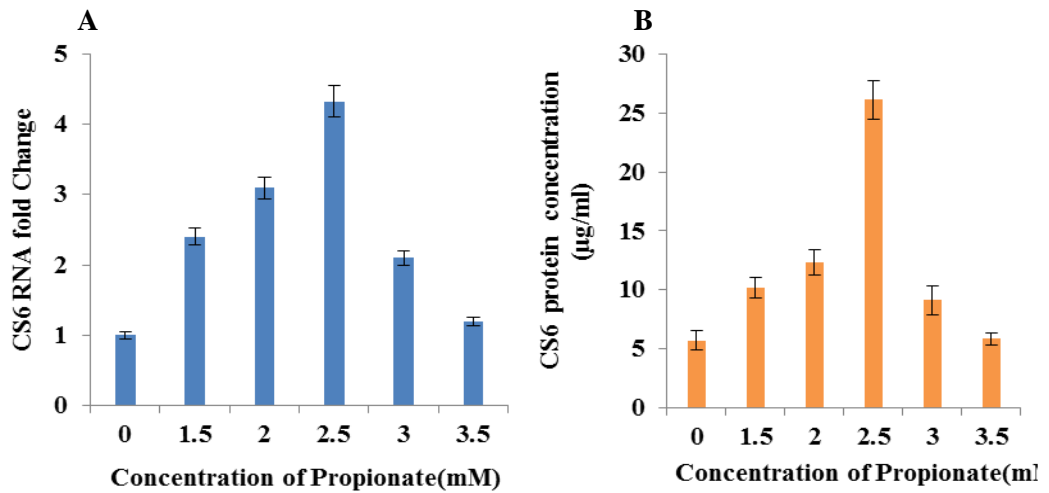 A
CS6 RNA fold Change
5
4
3
2
1
0
0 1.5 2 2.5 3 3.5
Concentration of Propionate(mM)
B
CS6 protein concentration
(µg/ml)
30
25
20
15
10
5
0
0 1.5 2 2.5 3 3.5
Concentration of Propionate(m